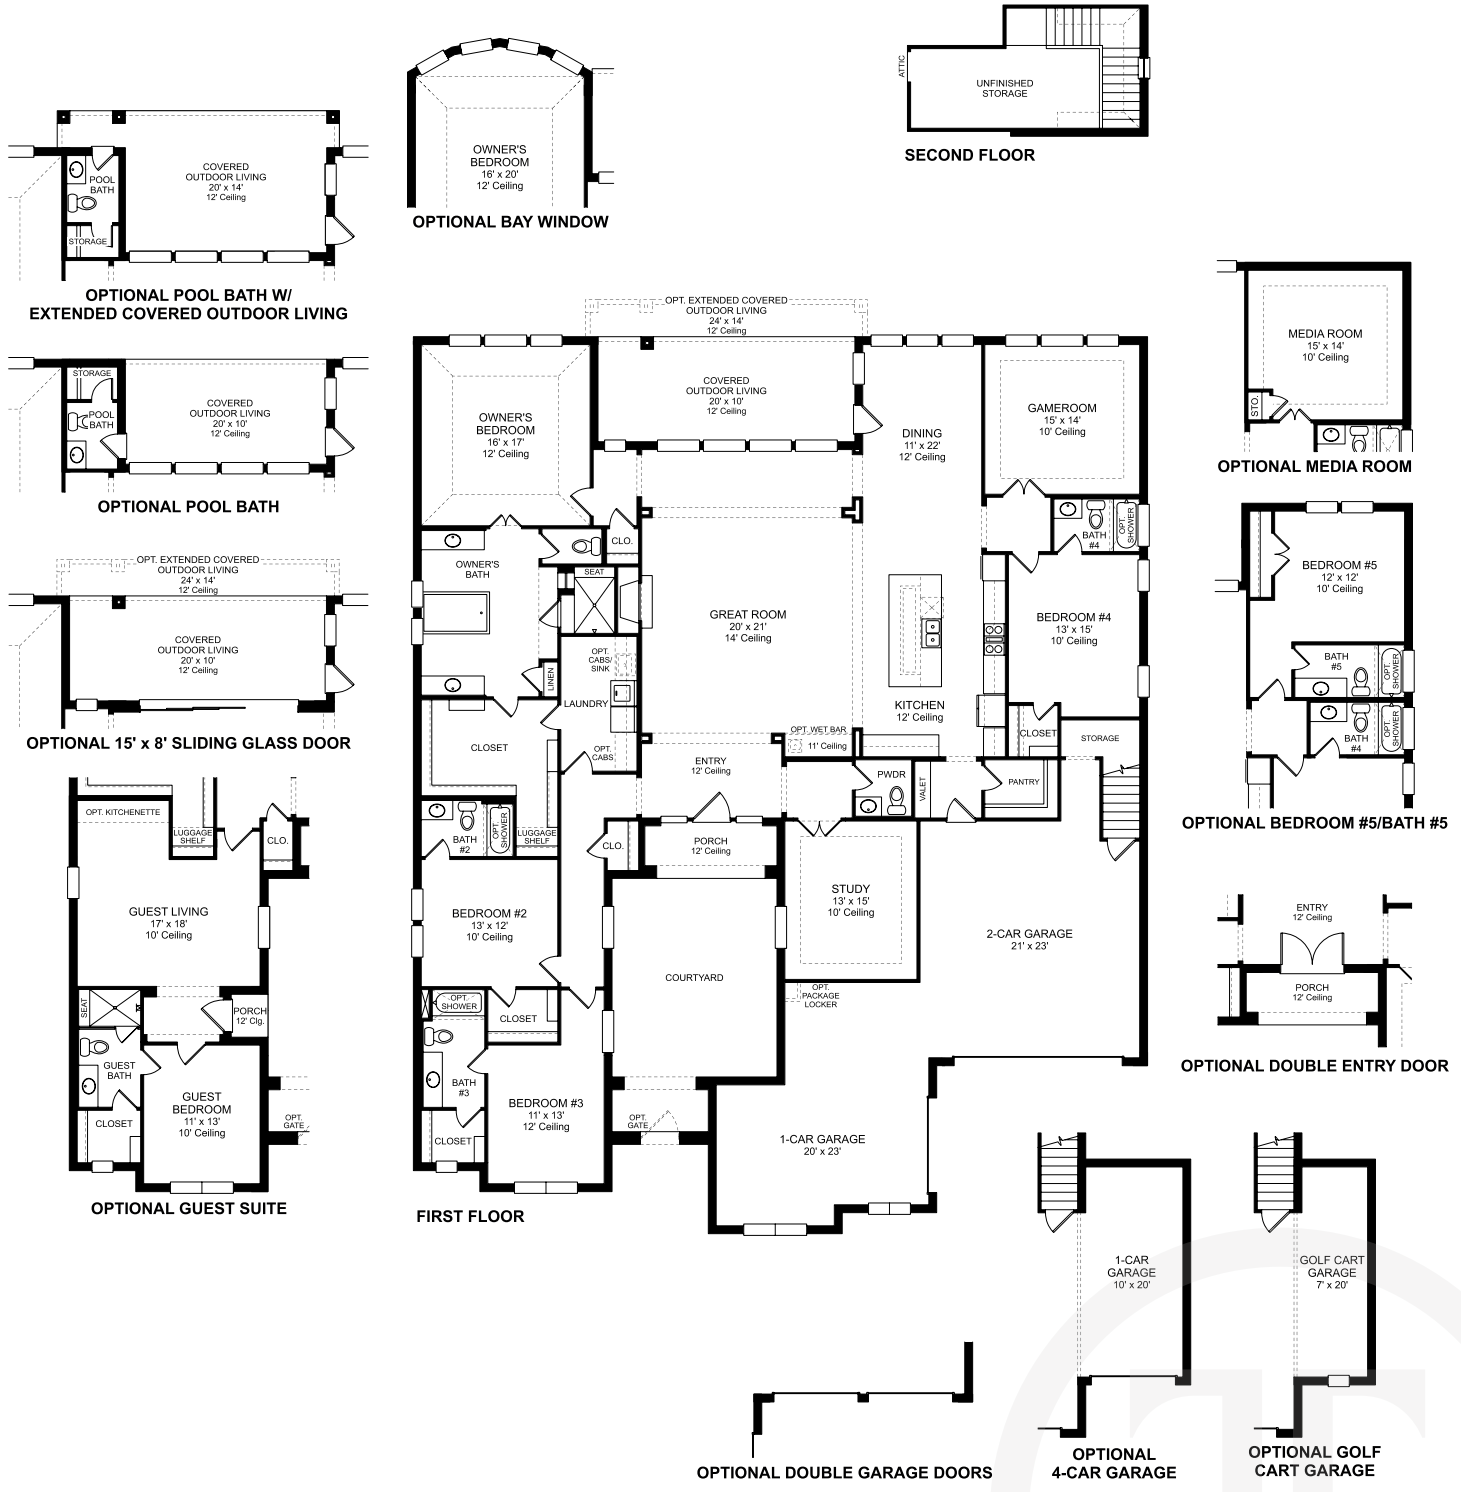 ATTIC
UNFINISHED
STORAGE
SECOND FLOOR
OWNER'S
BEDROOM
16' x 20'
12' Ceiling
OPTIONAL BAY WINDOW
COVERED
OUTDOOR LIVING
20' x 14'
12' Ceiling
POOL
BATH
STORAGE
OPTIONAL POOL BATH W/
EXTENDED COVERED OUTDOOR LIVING
STORAGE
POOL
BATH
COVERED
OUTDOOR LIVING
20' x 10'
12' Ceiling
OPTIONAL POOL BATH
OPT. EXTENDED COVERED
OUTDOOR LIVING
24' x 14'
12' Ceiling
COVERED
OUTDOOR LIVING
20' x 10'
12' Ceiling
OPTIONAL 15' x 8' SLIDING GLASS DOOR
OPT. KITCHENETTE
LUGGAGE
SHELF
CLO.
GUEST LIVING
17' x 18'
10' Ceiling
SEAT
PORCH
12' Clg.
GUEST
BATH
GUEST
BEDROOM
11' x 13'
10' Ceiling
CLOSET
OPT.
GATE
OPTIONAL GUEST SUITE
OPT. EXTENDED COVERED
OUTDOOR LIVING
24' x 14'
12' Ceiling
COVERED
OUTDOOR LIVING
20' x 10'
12' Ceiling
OWNER'S
BEDROOM
16' x 17'
12' Ceiling
DINING
11' x 22'
12' Ceiling
GAMEROOM
15' x 14'
10' Ceiling
BATH
#4
OPT.
SHOWER
CLO.
OWNER'S
BATH
SEAT
GREAT ROOM
20' x 21'
14' Ceiling
BEDROOM #4
13' x 15'
10' Ceiling
OPT.
CABS/
SINK
LINEN
LAUNDRY
OPT.
CABS.
KITCHEN
12' Ceiling
CLOSET
CLOSET
STORAGE
OPT. WET BAR
11' Ceiling
ENTRY
12' Ceiling
PWDR
VALET
PANTRY
BATH
#2
OPT.
SHOWER
LUGGAGE
SHELF
CLO.
PORCH
12' Ceiling
STUDY
13' x 15'
10' Ceiling
BEDROOM #2
13' x 12'
10' Ceiling
2-CAR GARAGE
21' x 23'
COURTYARD
OPT.
PACKAGE
LOCKER
OPT.
SHOWER
CLOSET
BATH
#3
BEDROOM #3
11' x 13'
12' Ceiling
CLOSET
OPT.
GATE
1-CAR GARAGE
20' x 23'
FIRST FLOOR
MEDIA ROOM
15' x 14'
10' Ceiling
STO.
OPTIONAL MEDIA ROOM
BEDROOM #5
12' x 12'
10' Ceiling
BATH
#5
OPT.
SHOWER
BATH
#4
OPT.
SHOWER
OPTIONAL BEDROOM #5/BATH #5
ENTRY
12' Ceiling
PORCH
12' Ceiling
OPTIONAL DOUBLE ENTRY DOOR
1-CAR
GARAGE
10' x 20'
OPTIONAL
4-CAR GARAGE
GOLF CART
GARAGE
7' x 20'
OPTIONAL GOLF
CART GARAGE
OPTIONAL DOUBLE GARAGE DOORS